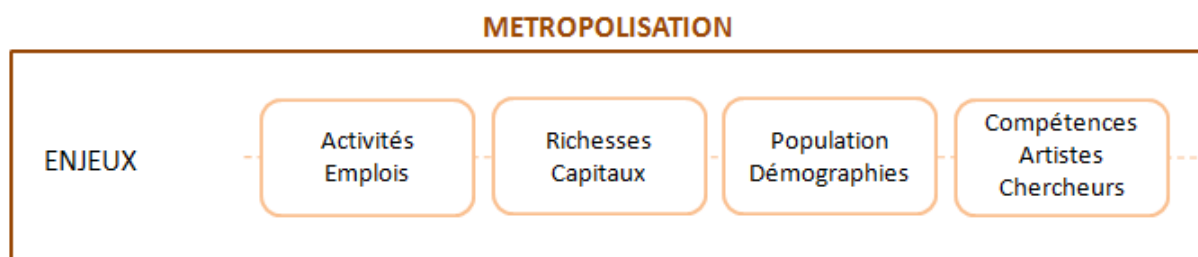 METROPOLISATION
ENJEUX
Activités
Emplois
Richesses
Capitaux
Population
Démographies
Compétences
Artistes
Chercheurs